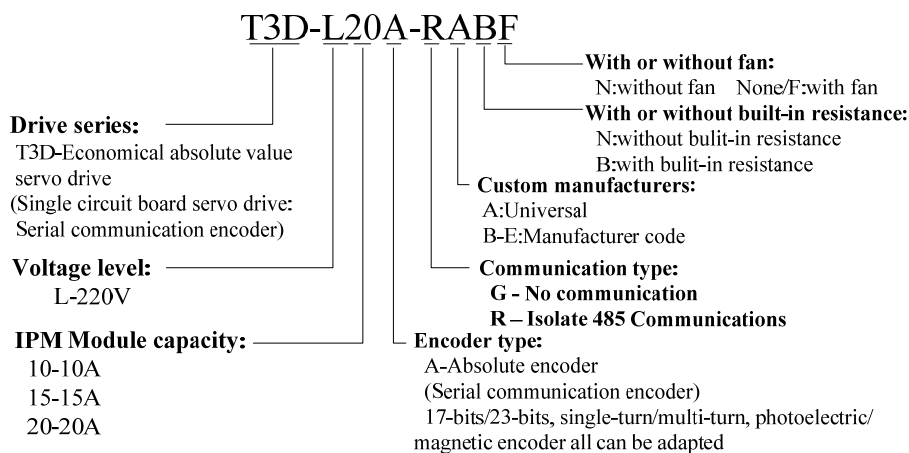 T3D-L20A-RABF
With or without fan:
N:without fan None/F:with fan
With or without built-in resistance:
N:without bulit-in resistance
B:with bulit-in resistance
Custom manufacturers:
A:Universal
B-E:Manufacturer code
Communication type:
G - No communication
R – Isolate 485 Communications
Encoder type:
A-Absolute encoder
(Serial communication encoder)
17-bits/23-bits, single-turn/multi-turn, photoelectric/
magnetic encoder all can be adapted
Drive series:
T3D-Economical absolute value
servo drive
(Single circuit board servo drive:
Serial communication encoder)
Voltage level:
L-220V
IPM Module capacity:
10-10A
15-15A
20-20A